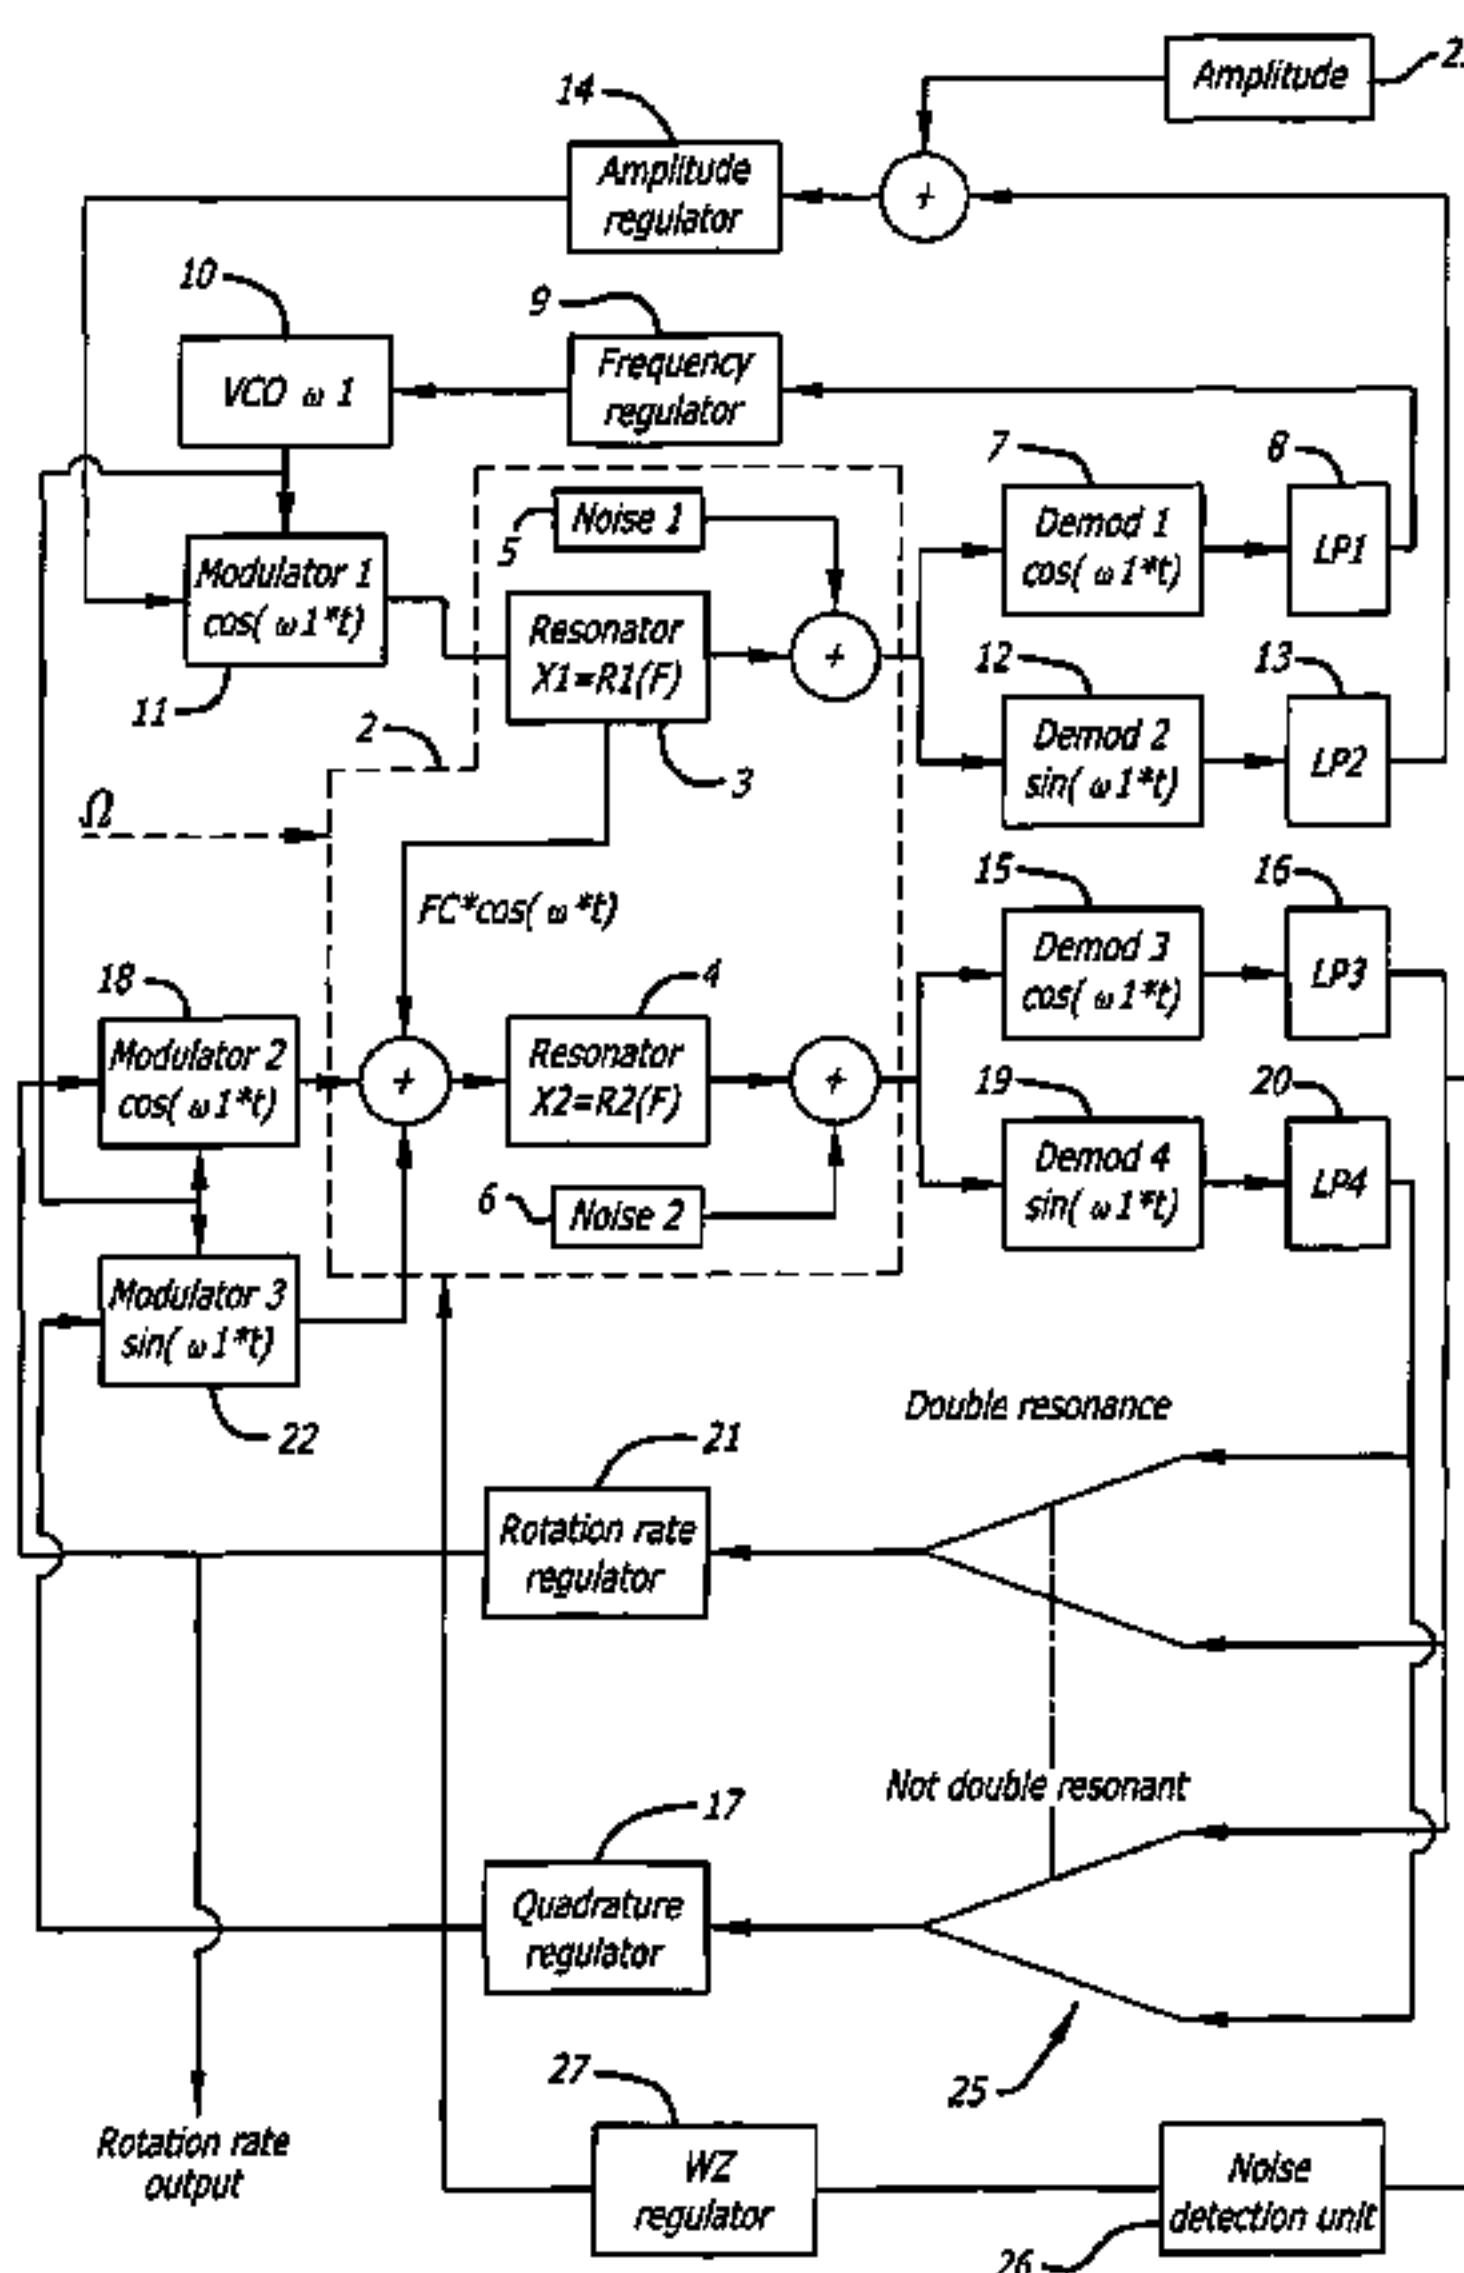 Amplitude
14
Amplitude
regulator
+
10
9
VCO ω 1
Frequency
regulator
7
8
5
Noise 1
Demod 1
cos( ω1*t)
LP1
Modulator 1
cos( ω1*t)
Resonator
X1=R1(F)
+
12
13
11
2
3
Demod 2
sin( ω1*t)
LP2
Ω
15
16
FC*cos( ω*t)
Demod 3
cos( ω1*t)
LP3
18
4
Modulator 2
cos( ω1*t)
+
Resonator
X2=R2(F)
+
19
20
6
Noise 2
Demod 4
sin( ω1*t)
LP4
Modulator 3
sin( ω1*t)
22
Double resonance
21
Rotation rate
regulator
Not double resonant
17
Quadrature
regulator
25
27
Rotation rate
output
WZ
regulator
Noise
detection unit
26